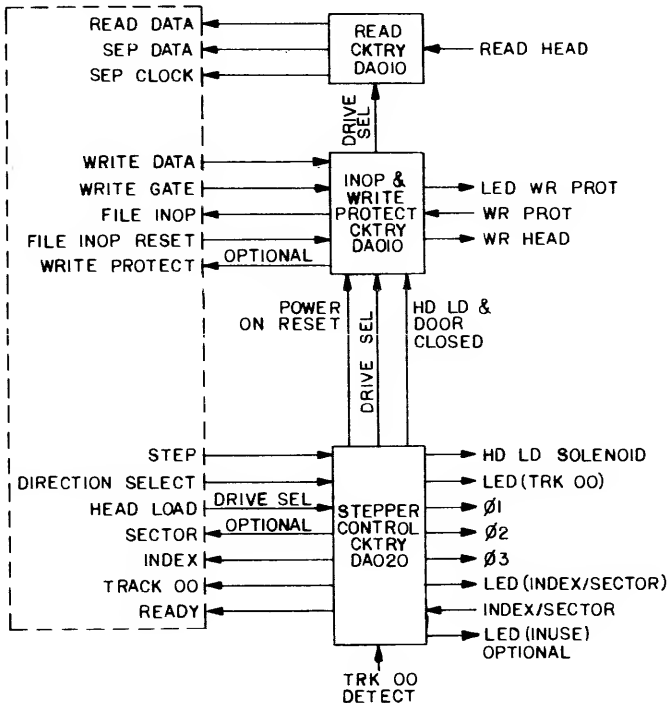 READ DATA
SEP DATA
SEP CLOCK
READ
CKTRY
DA010
READ HEAD
DRIVE
SEL
WRITE DATA
WRITE GATE
FILE INOP
FILE INOP RESET
WRITE PROTECT
OPTIONAL
INOP &
WRITE
PROTECT
CKTRY
DA010
LED WR PROT
WR PROT
WR HEAD
POWER
ON RESET
DRIVE SEL
HD LD &
DOOR
CLOSED
STEP
DIRECTION SELECT
HEAD LOAD
DRIVE SEL
SECTOR
OPTIONAL
INDEX
TRACK 00
READY
STEPPER
CONTROL
CKTRY
DA020
HD LD SOLENOID
LED (TRK 00)
Ø1
Ø2
Ø3
LED (INDEX/SECTOR)
INDEX/SECTOR
LED (INUSE)
OPTIONAL
TRK 00
DETECT